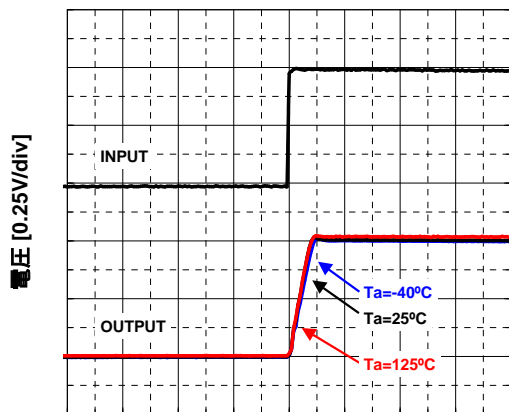 電圧 [0.25V/div]
INPUT
OUTPUT
Ta=-40ºC
Ta=25ºC
Ta=125ºC